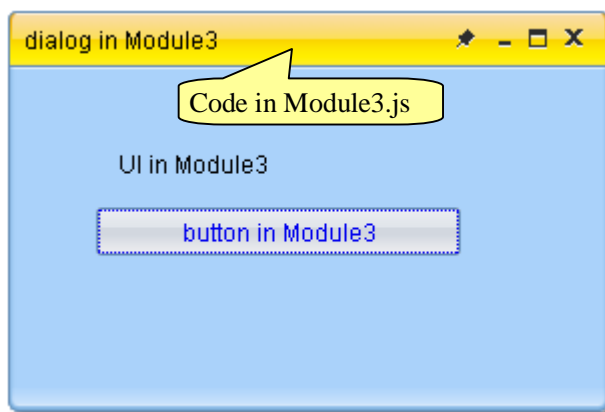 dialog in Module3
Code in Module3.js
UI in Module3
button in Module3